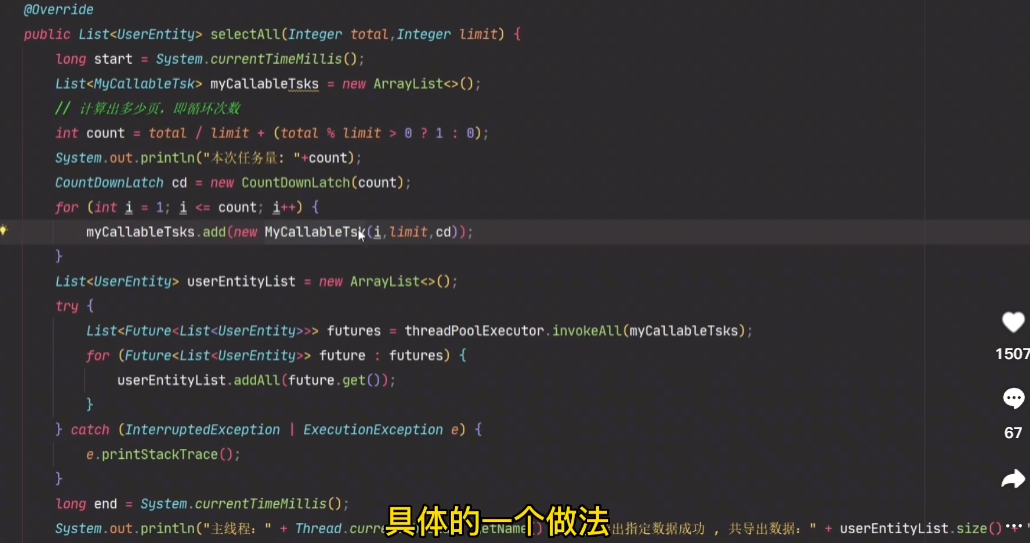 @Override
public List<UserEntity> selectAll(Integer total,Integer limit) {
long start = System.currentTimeMillis();
List<MyCallableTsk> myCallableTsks = new ArrayList<>();
// 计算出多少页，即循环次数
int count = total / limit + (total % limit > 0 ? 1 : 0);
System.out.println("本次任务量: "+count);
CountDownLatch cd = new CountDownLatch(count);
for (int i = 1; i <= count; i++) {
myCallableTsks.add(new MyCallableTsk(i,limit,cd));
}
List<UserEntity> userEntityList = new ArrayList<>();
try {
List<Future<List<UserEntity>>> futures = threadPoolExecutor.invokeAll(myCallableTsks);
for (Future<List<UserEntity>> future : futures) {
userEntityList.addAll(future.get());
}
} catch (InterruptedException | ExecutionException e) {
e.printStackTrace();
}
long end = System.currentTimeMillis();
System.out.println("主线程：" + Thread.curre etName() 出指定数据成功 , 共导出数据：" + userEntityList.size() + "
具体的一个做法
1507
67